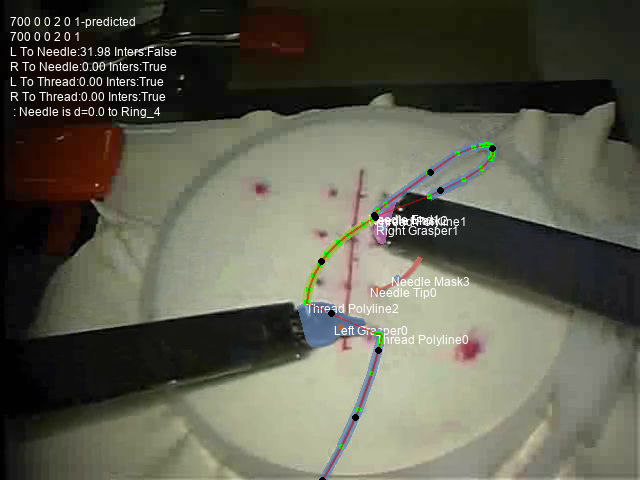 700 0 0 2 0 1-predicted
700 0 0 2 0 1
L To Needle:31.98 Inters:False
R To Needle:0.00 Inters:True
L To Thread:0.00 Inters:True
R To Thread:0.00 Inters:True
: Needle is d=0.0 to Ring_4
Right Grasper1
Needle Mask3
Needle Tip0
Thread Polyline2
Left Grasper0
Thread Polyline0